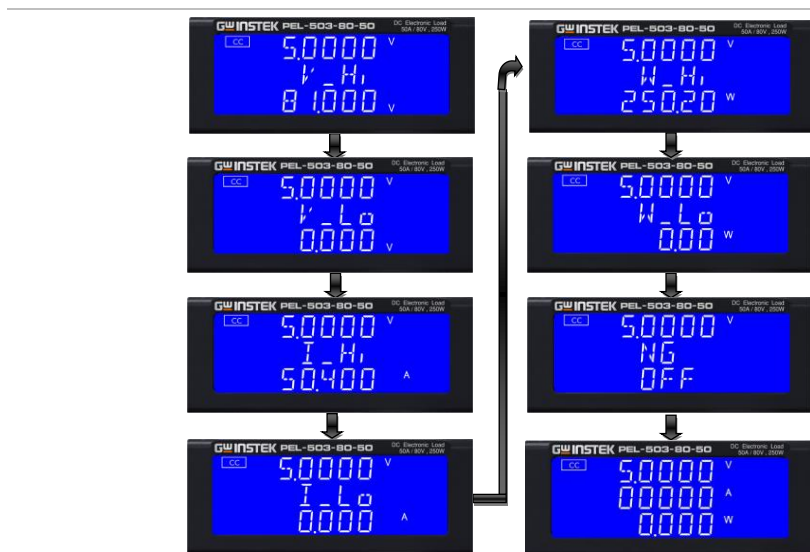 GW INSTEK PEL-503-80-50 DC Electronic Load
50A / 80V , 250W
CC 5.0000 V
V_Hi
81.000 V
GW INSTEK PEL-503-80-50 DC Electronic Load
50A / 80V , 250W
CC 5.0000 V
V_Lo
0.000 V
GW INSTEK PEL-503-80-50 DC Electronic Load
50A / 80V , 250W
CC 5.0000 V
I_Hi
50.400 A
GW INSTEK PEL-503-80-50 DC Electronic Load
50A / 80V , 250W
CC 5.0000 V
I_Lo
0.000 A
GW INSTEK PEL-503-80-50 DC Electronic Load
50A / 80V , 250W
CC 5.0000 V
W_Hi
250.20 W
GW INSTEK PEL-503-80-50 DC Electronic Load
50A / 80V , 250W
CC 5.0000 V
W_Lo
0.00 W
GW INSTEK PEL-503-80-50 DC Electronic Load
50A / 80V , 250W
CC 5.0000 V
NG
OFF
GW INSTEK PEL-503-80-50 DC Electronic Load
50A / 80V , 250W
CC 5.0000 V
00000 A
0.000 W